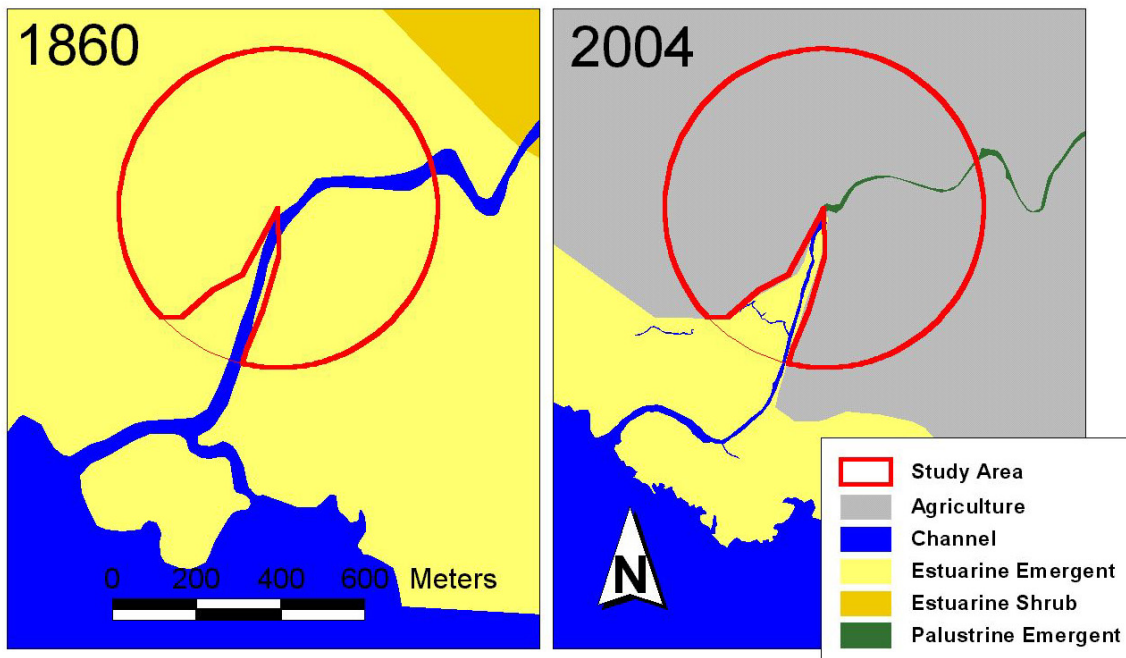 1860
2004
0 200 400 600 Meters
N
Study Area
Agriculture
Channel
Estuarine Emergent
Estuarine Shrub
Palustrine Emergent